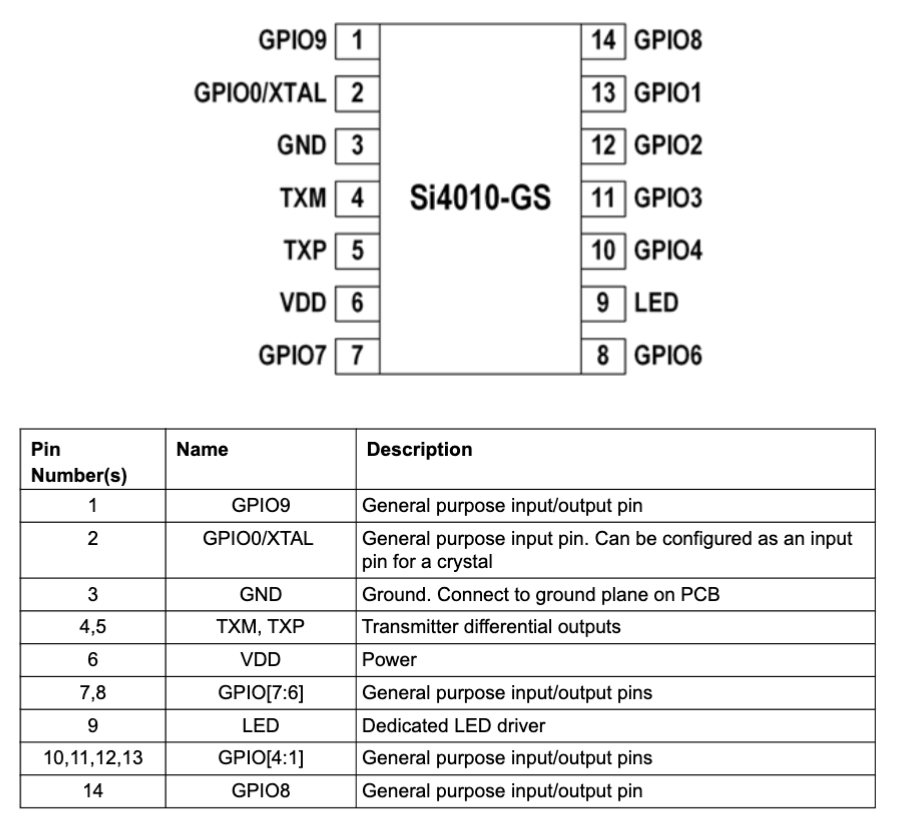 GPIO9 1 14 GPIO8
GPIO0/XTAL 2 13 GPIO1
GND 3 12 GPIO2
TXM 4 Si4010-GS 11 GPIO3
TXP 5 10 GPIO4
VDD 6 9 LED
GPIO7 7 8 GPIO6
Pin Number(s) Name Description
1 GPIO9 General purpose input/output pin
2 GPIO0/XTAL General purpose input pin. Can be configured as an input
pin for a crystal
3 GND Ground. Connect to ground plane on PCB
4,5 TXM, TXP Transmitter differential outputs
6 VDD Power
7,8 GPIO[7:6] General purpose input/output pins
9 LED Dedicated LED driver
10,11,12,13 GPIO[4:1] General purpose input/output pins
14 GPIO8 General purpose input/output pin